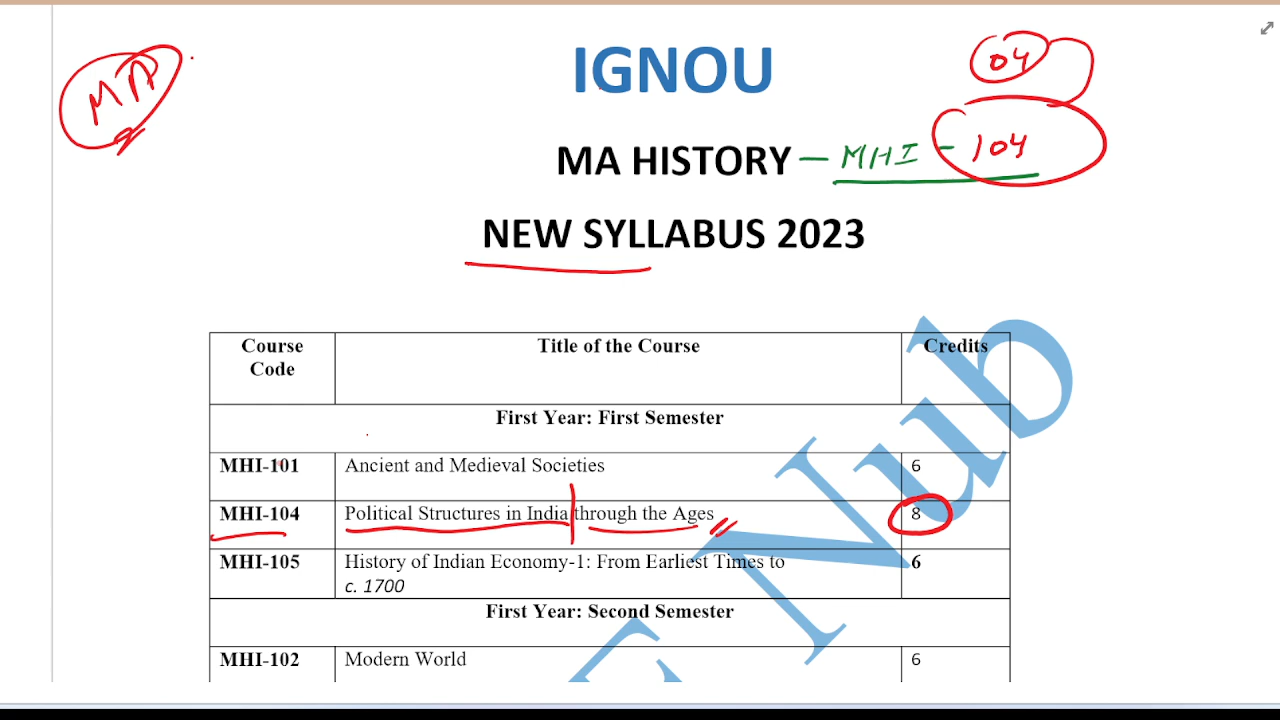 MA
IGNOU
04
MA HISTORY – MHI - 104
NEW SYLLABUS 2023
Course Code Title of the Course Credits
First Year: First Semester
MHI-101 Ancient and Medieval Societies 6
MHI-104 Political Structures in India through the Ages 8
MHI-105 History of Indian Economy-1: From Earliest Times to 6
c. 1700
First Year: Second Semester
MHI-102 Modern World 6
Nub